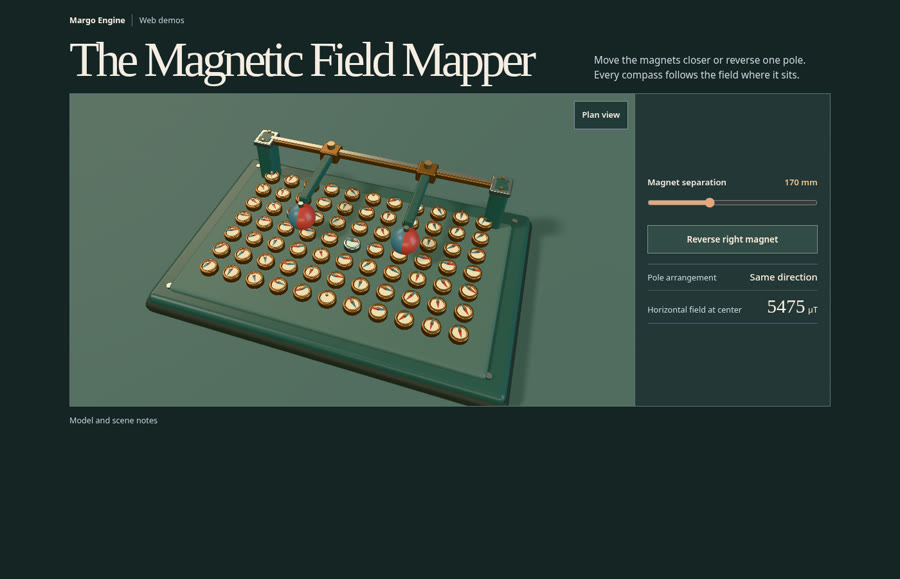 Margo Engine
Web demos
The Magnetic Field Mapper
Move the magnets closer or reverse one pole.
Every compass follows the field where it sits.
Plan view
Magnet separation 170 mm
Reverse right magnet
Pole arrangement Same direction
Horizontal field at center 5475 µT
Model and scene notes